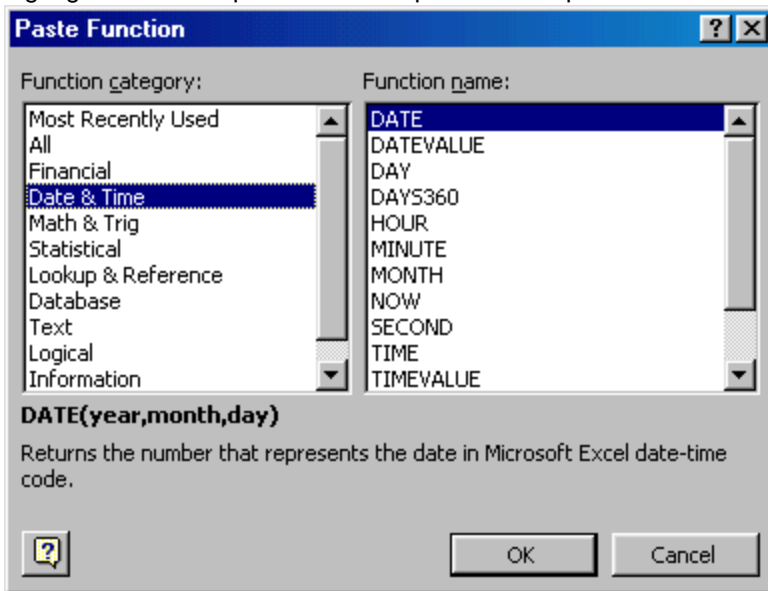 Paste Function
Function category:
Function name:
Most Recently Used
All
Financial
Date & Time
Math & Trig
Statistical
Lookup & Reference
Database
Text
Logical
Information
DATE
DATEVALUE
DAY
DAYS360
HOUR
MINUTE
MONTH
NOW
SECOND
TIME
TIMEVALUE
DATE(year,month,day)
Returns the number that represents the date in Microsoft Excel date-time
code.
OK
Cancel